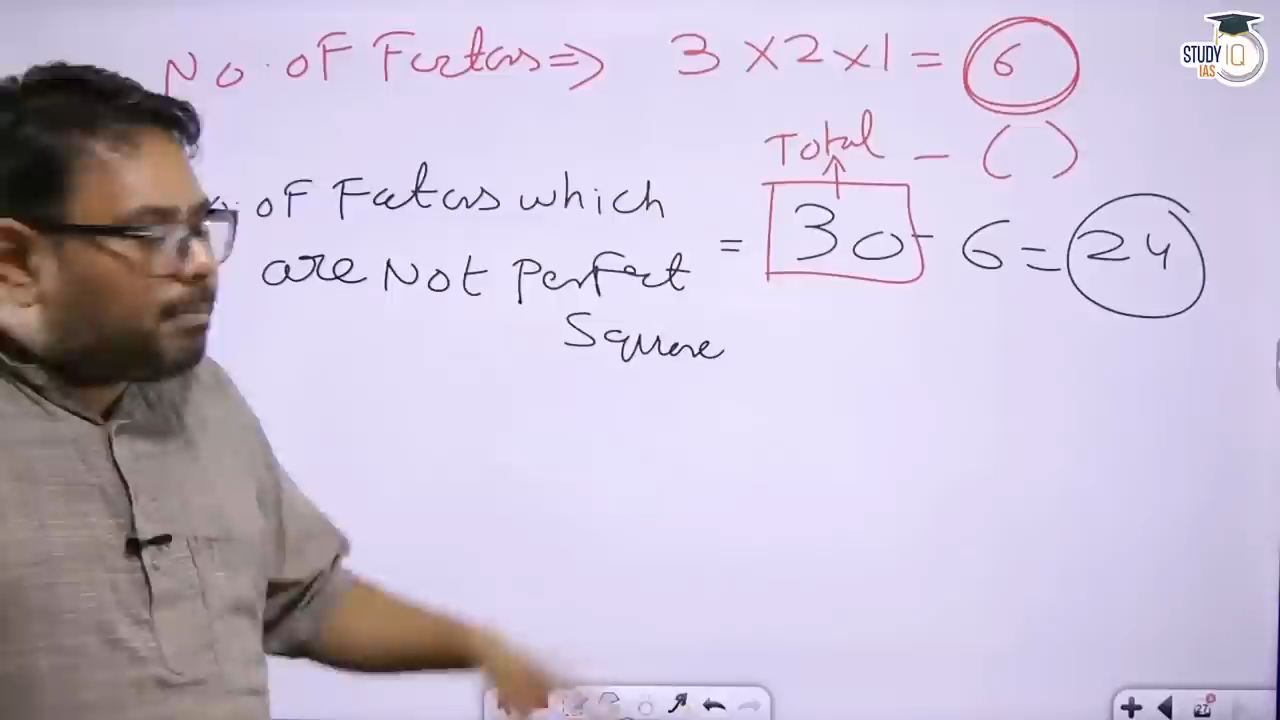 No. of Factors => 3 x 2 x 1 = 6
Total - ( )
of Factors which
are Not Perfect
Square
= 30 - 6 = 24
STUDY IQ
IAS
27